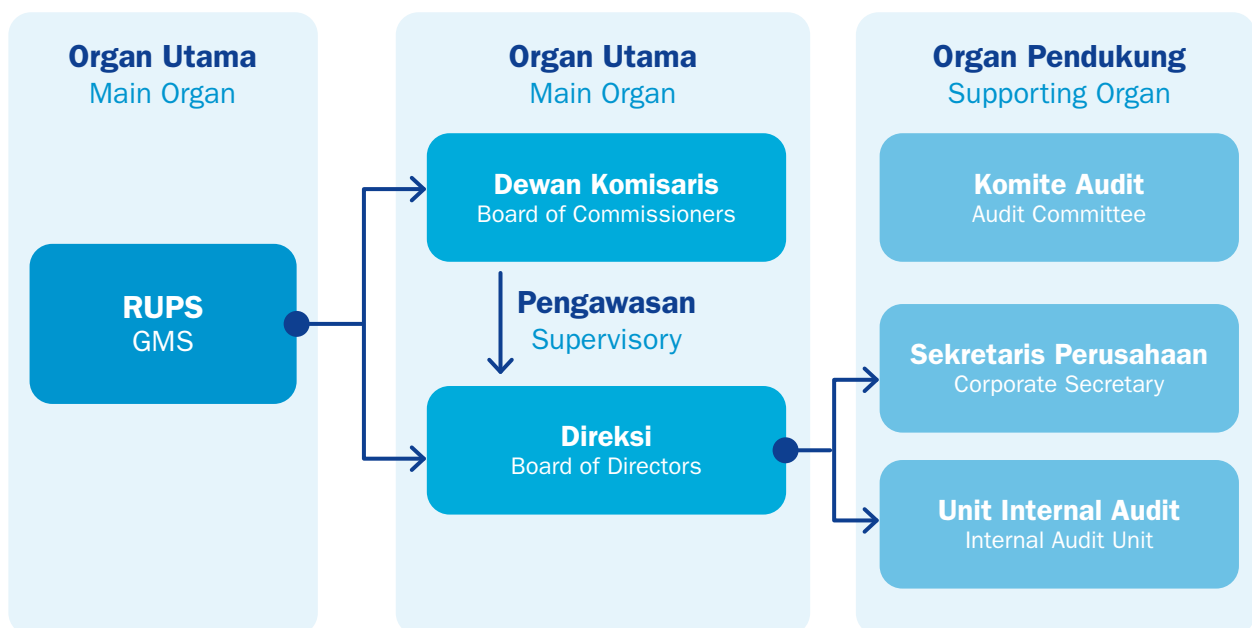 Organ Utama
Main Organ
RUPS
GMS
Organ Utama
Main Organ
Dewan Komisaris
Board of Commissioners
Pengawasan
Supervisory
Direksi
Board of Directors
Organ Pendukung
Supporting Organ
Komite Audit
Audit Committee
Sekretaris Perusahaan
Corporate Secretary
Unit Internal Audit
Internal Audit Unit